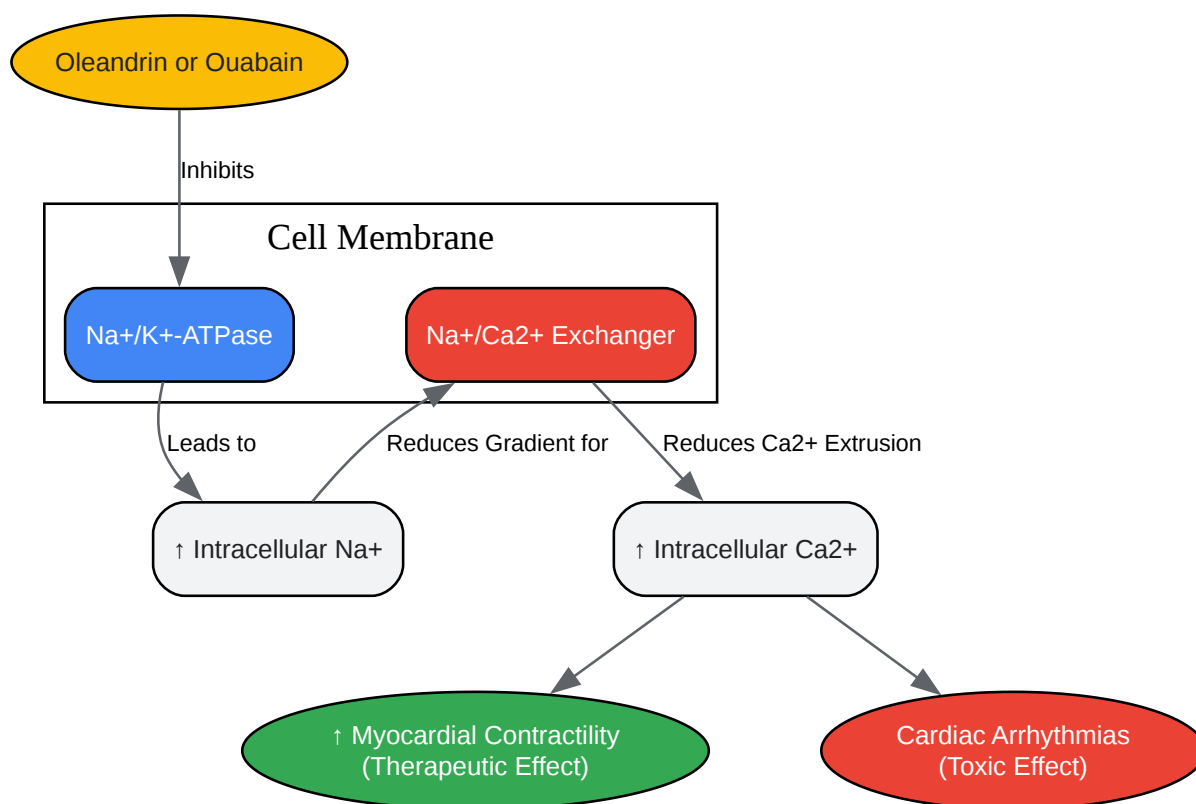 Oleandrin or Ouabain
Inhibits
Cell Membrane
Na+/K+-ATPase
Na+/Ca2+ Exchanger
Leads to
Reduces Gradient for
Reduces Ca2+ Extrusion
↑ Intracellular Na+
↑ Intracellular Ca2+
↑ Myocardial Contractility
(Therapeutic Effect)
Cardiac Arrhythmias
(Toxic Effect)